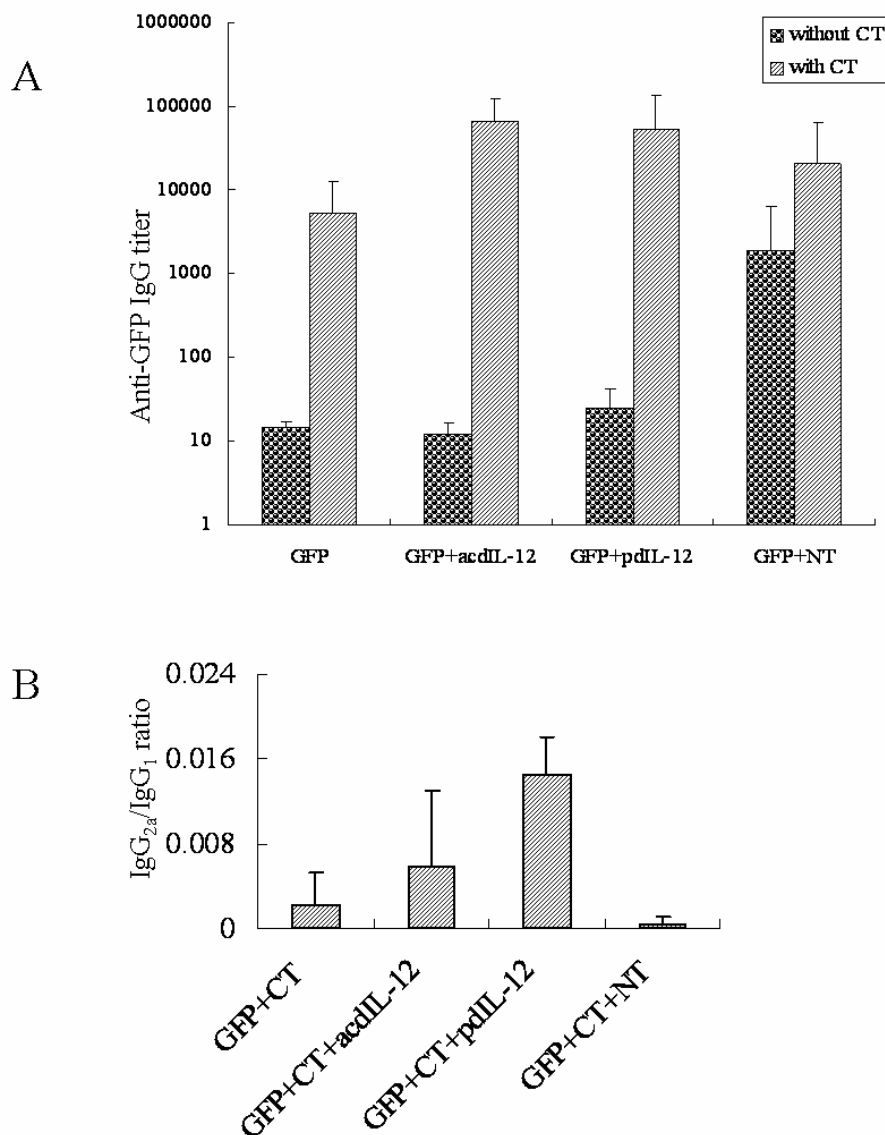 A
1000000
100000
10000
1000
100
10
1
Anti-GFP IgG titer
without CT
with CT
GFP
GFP+acdIL-12
GFP+pdIL-12
GFP+NT
B
0.024
0.016
0.008
0
IgG2a/IgG1 ratio
GFP+CT
GFP+CT+acdIL-12
GFP+CT+pdIL-12
GFP+CT+NT